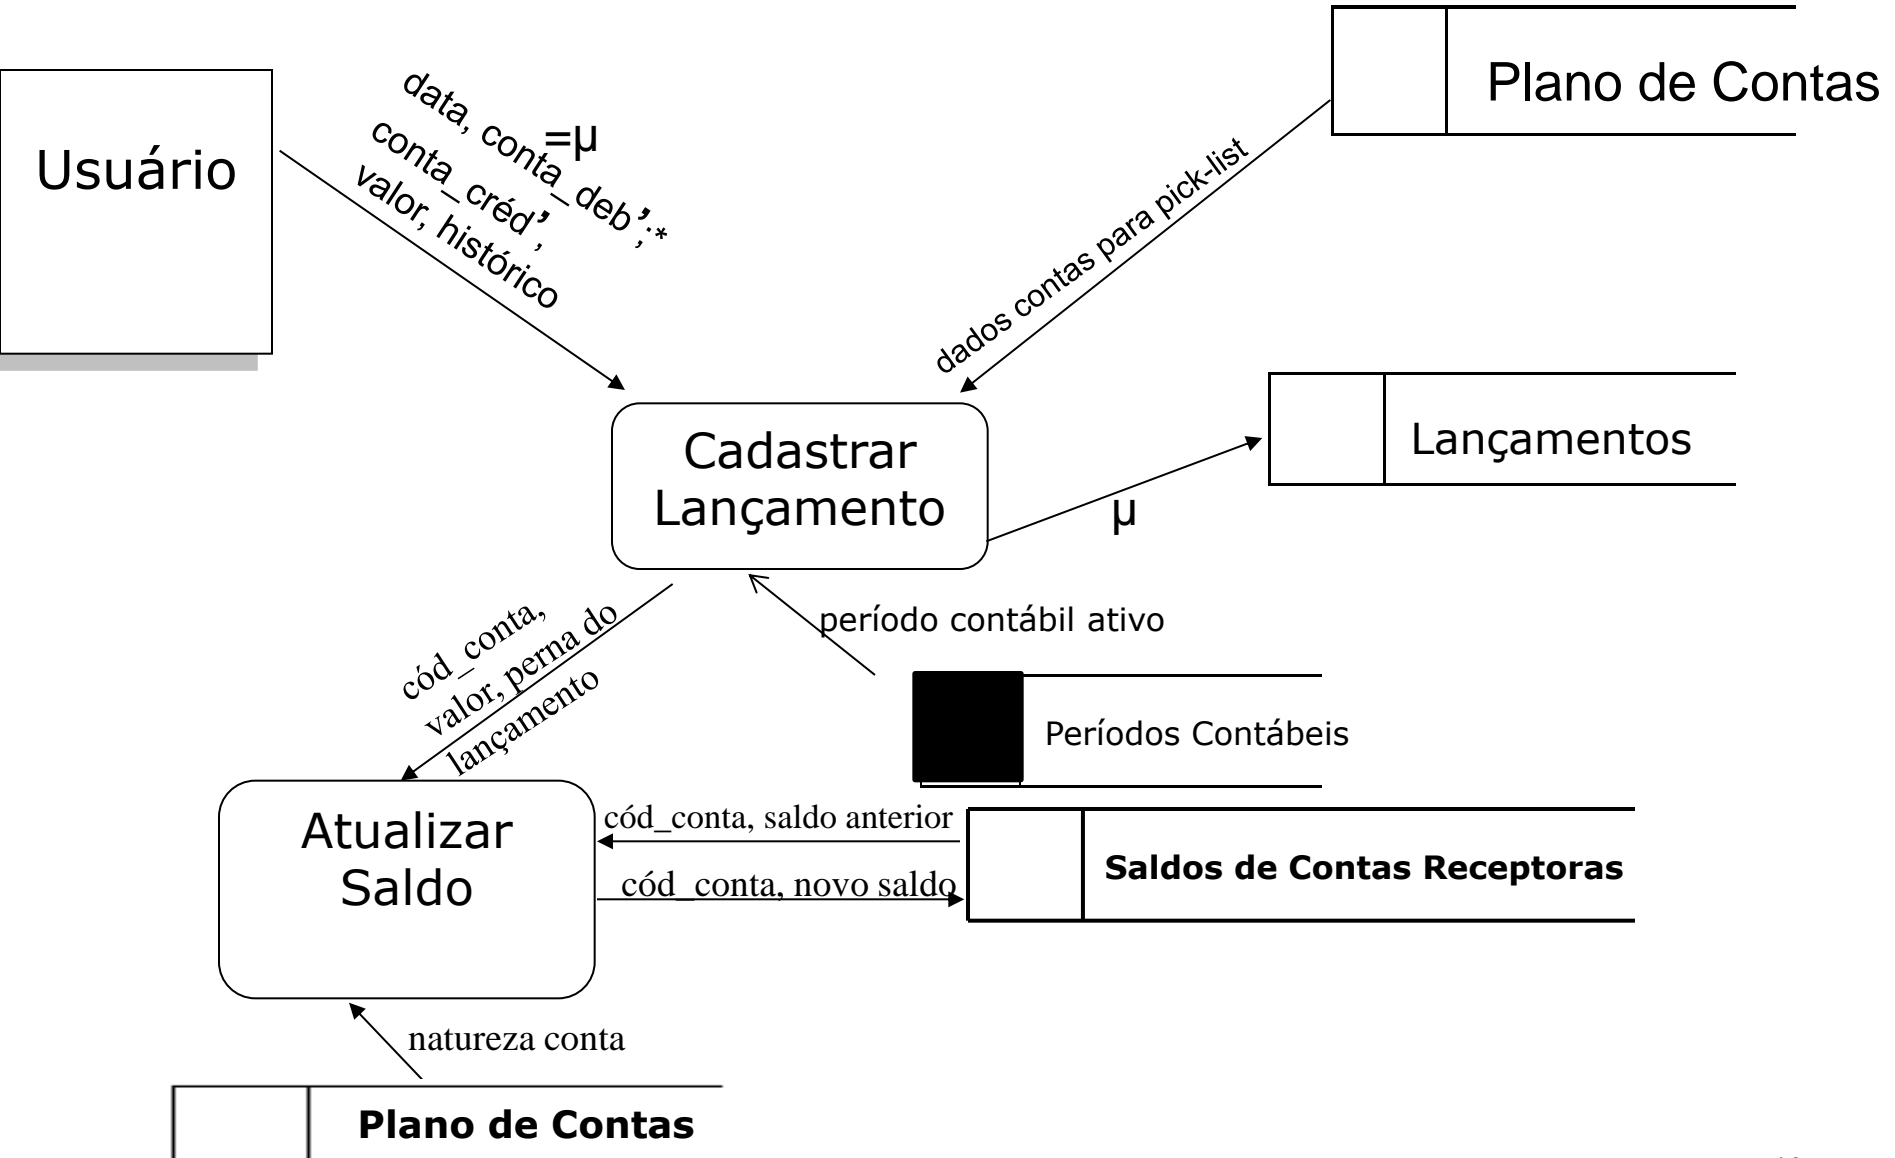 Plano de Contas
Usuário
data, conta_deb’;*
=µ
conta_créd’,
valor, histórico
dados contas para pick-list
Lançamentos
Cadastrar
Lançamento
µ
período contábil ativo
cód_conta,
valor, perna do
lançamento
Períodos Contábeis
Atualizar
Saldo
cód_conta, saldo anterior
Saldos de Contas Receptoras
cód_conta, novo saldo
natureza conta
Plano de Contas